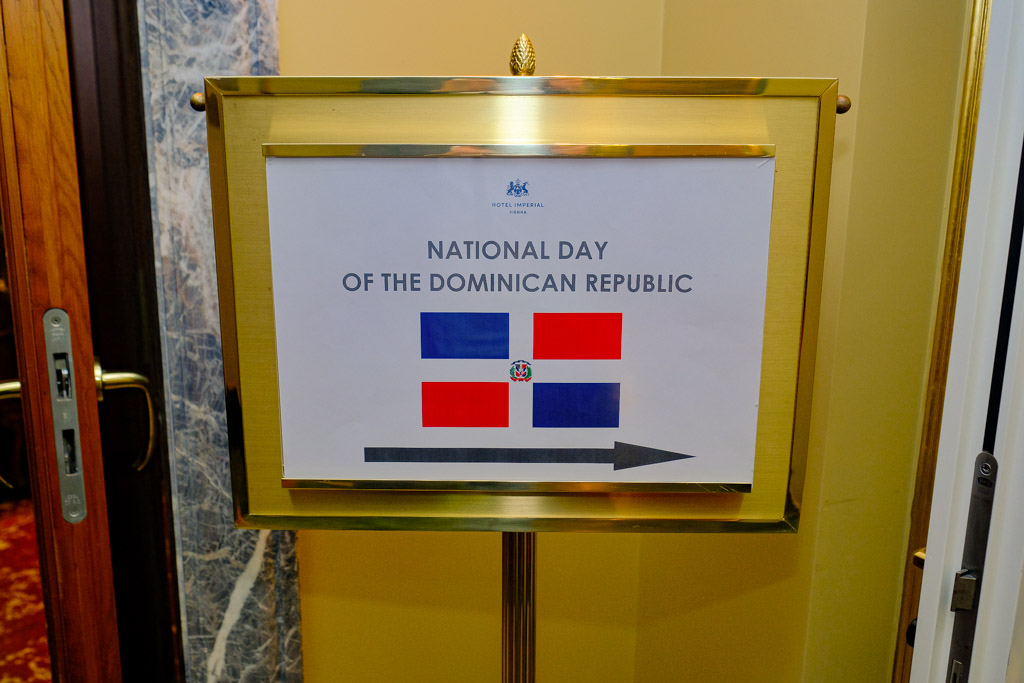 HOTEL IMPERIAL
VIENNA
NATIONAL DAY
OF THE DOMINICAN REPUBLIC